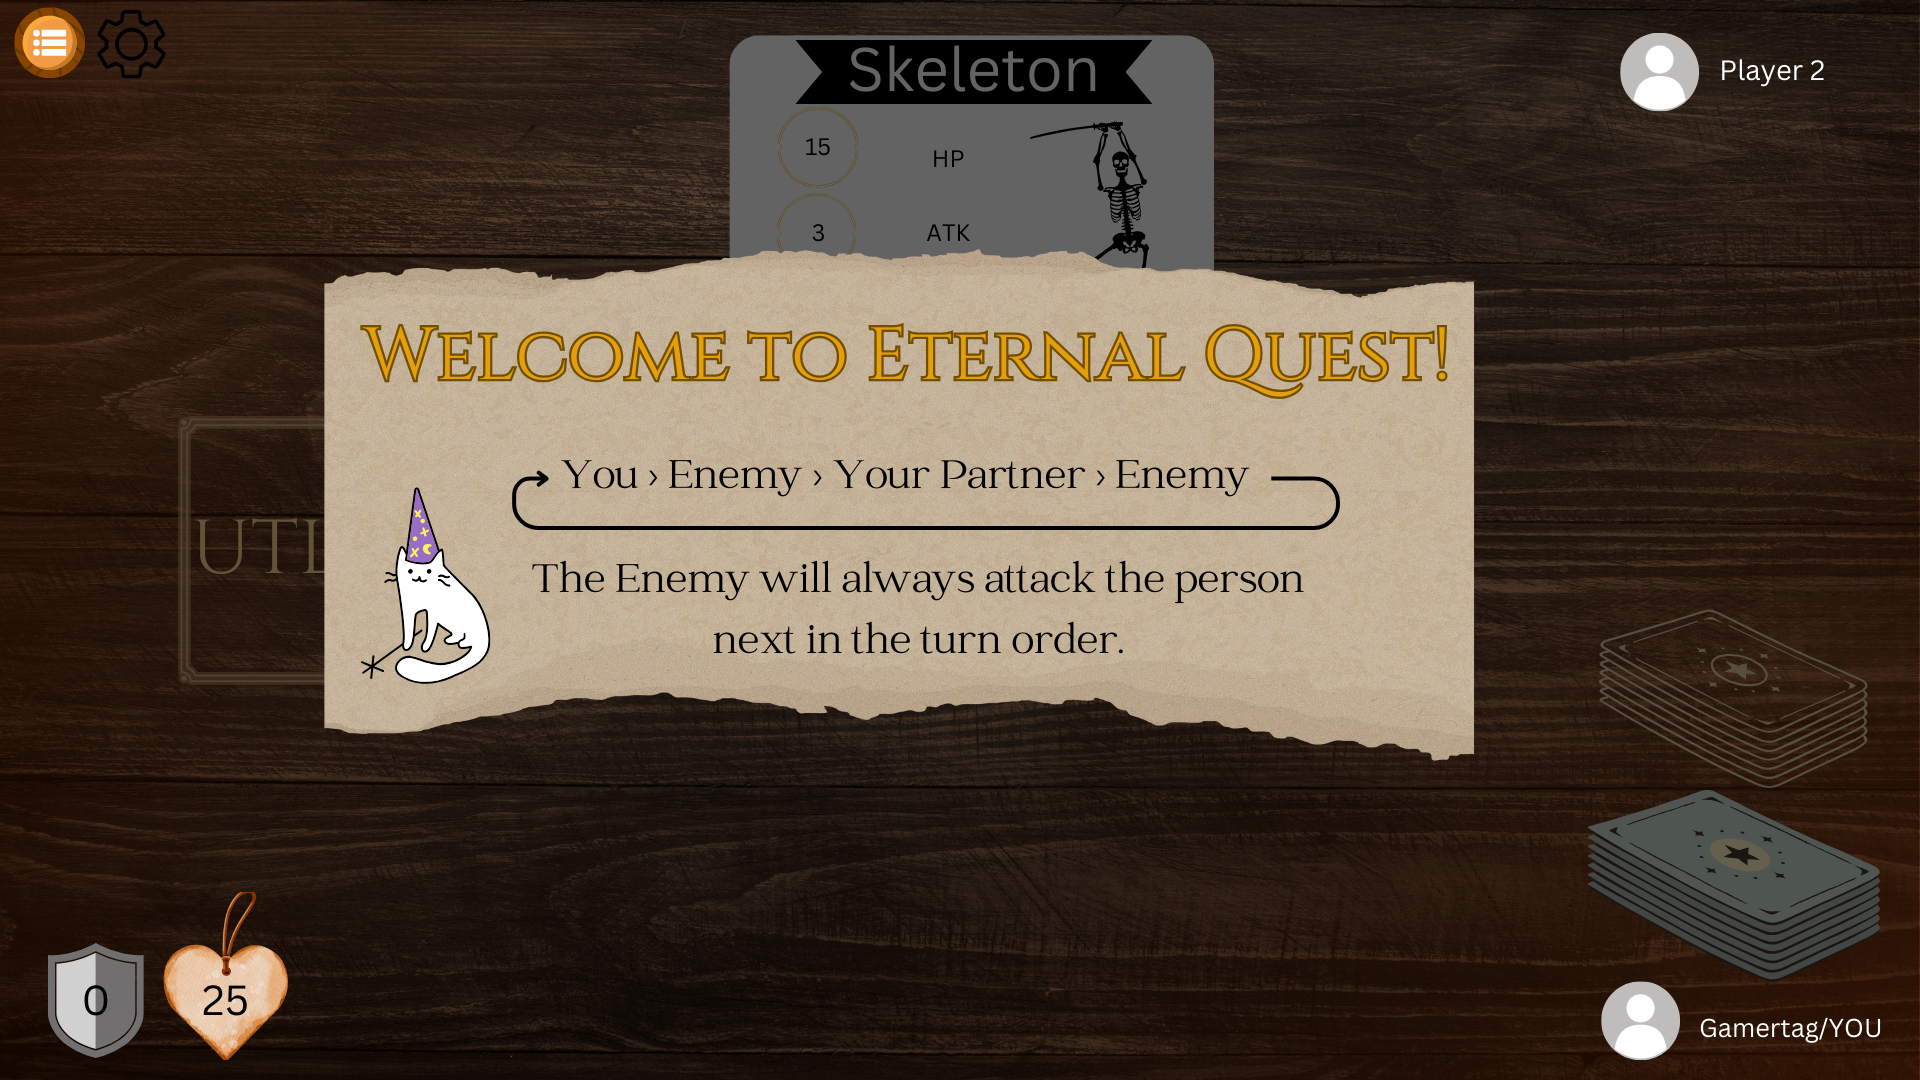 Skeleton
Player 2
15 HP
3 ATK
Welcome to Eternal Quest!
You › Enemy › Your Partner › Enemy
The Enemy will always attack the person
next in the turn order.
0
25
Gamertag/YOU